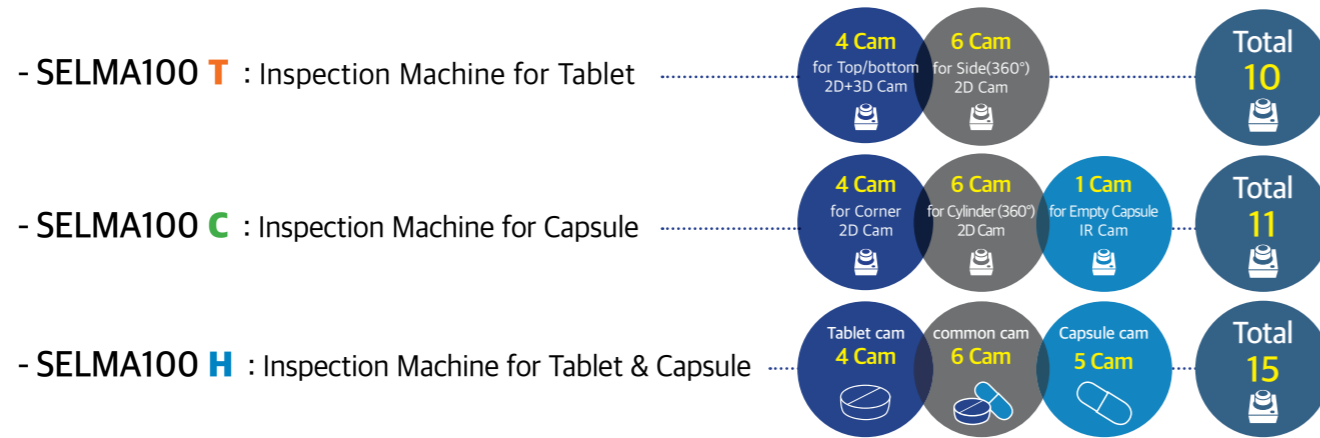 - SELMA100 T : Inspection Machine for Tablet
4 Cam
for Top/bottom
2D+3D Cam
6 Cam
for Side(360°)
2D Cam
Total
10
- SELMA100 C : Inspection Machine for Capsule
4 Cam
for Corner
2D Cam
6 Cam
for Cylinder(360°)
2D Cam
1 Cam
for Empty Capsule
IR Cam
Total
11
- SELMA100 H : Inspection Machine for Tablet & Capsule
Tablet cam
4 Cam
common cam
6 Cam
Capsule cam
5 Cam
Total
15